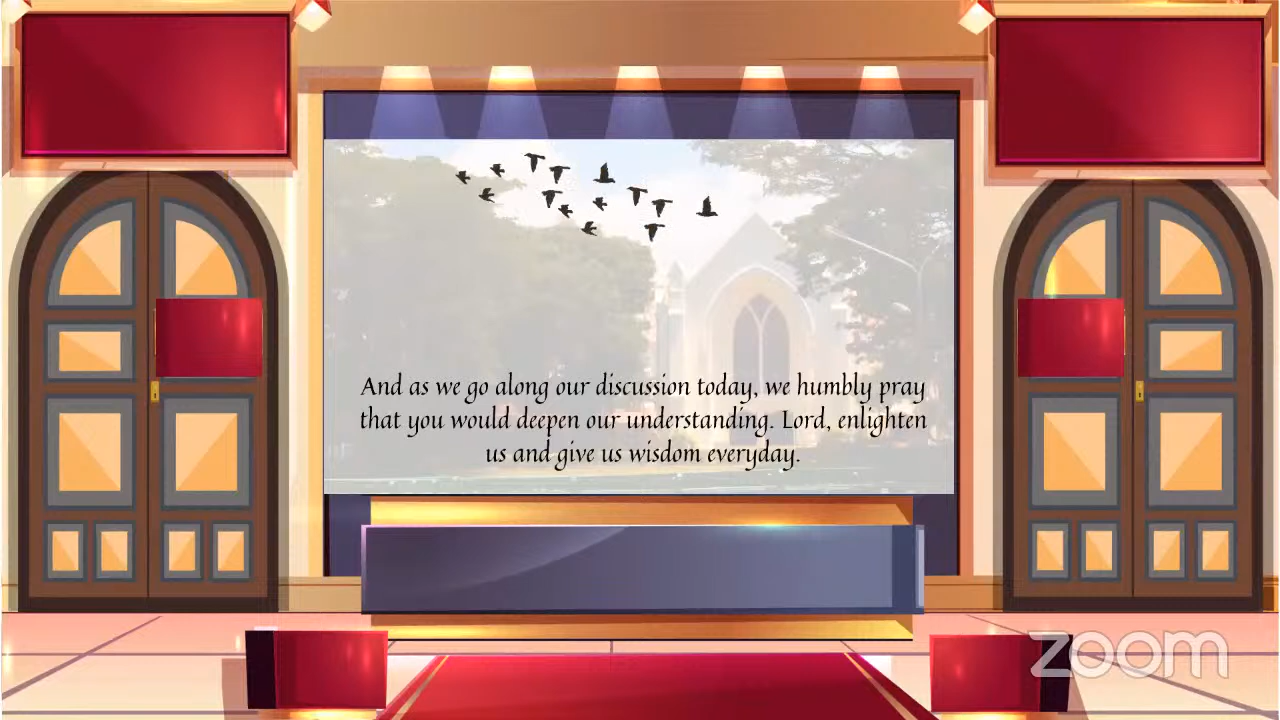 And as we go along our discussion today, we humbly pray
that you would deepen our understanding. Lord, enlighten
us and give us wisdom everyday.
zoom